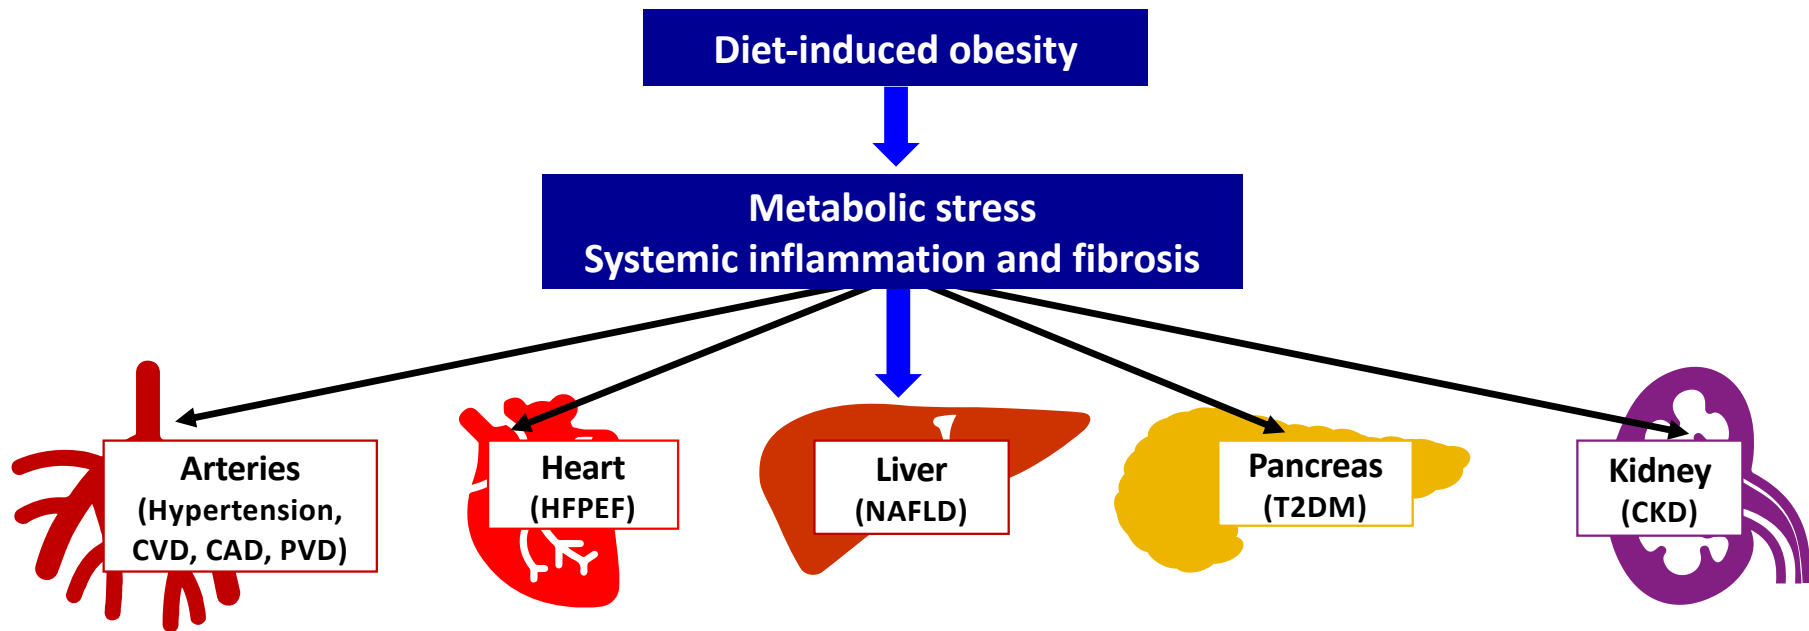 Diet-induced obesity
Metabolic stress
Systemic inflammation and fibrosis
Arteries
(Hypertension,
CVD, CAD, PVD)
Heart
(HFPEF)
Liver
(NAFLD)
Pancreas
(T2DM)
Kidney
(CKD)